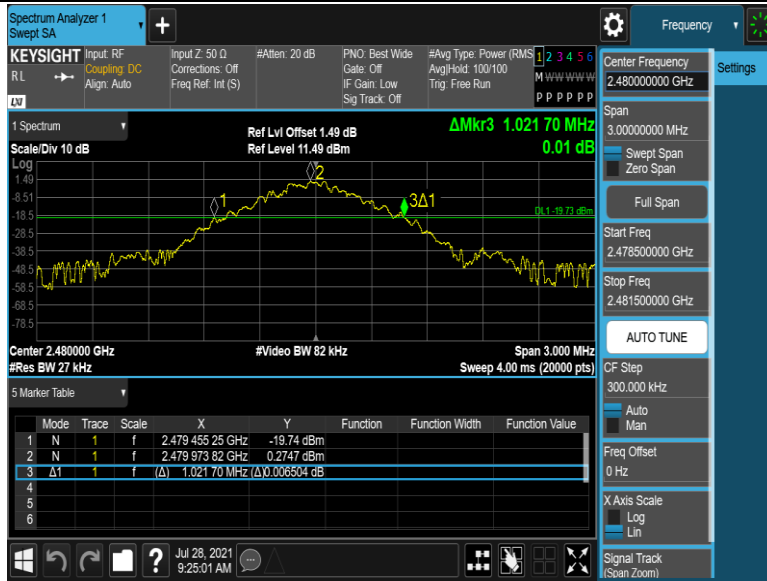 Spectrum Analyzer 1
Swept SA
+
Frequency
KEYSIGHT
RL
LXI
Input: RF
Coupling: DC
Align: Auto
Input Z: 50 Ω
Corrections: Off
Freq Ref: Int (S)
#Atten: 20 dB
PNO: Best Wide
Gate: Off
IF Gain: Low
Sig Track: Off
#Avg Type: Power (RMS
Avg|Hold: 100/100
Trig: Free Run
1 2 3 4 5 6
M W W W W W
P P P P P P
1 Spectrum
Scale/Div 10 dB
Ref Lvl Offset 1.49 dB
Ref Level 11.49 dBm
ΔMkr3 1.021 70 MHz
0.01 dB
Log
1.49
-8.51
-18.5
-28.5
-38.5
-48.5
-58.5
-68.5
-78.5
1
2
3Δ1
DL1 -19.73 dBm
Center 2.480000 GHz
#Res BW 27 kHz
#Video BW 82 kHz
Span 3.000 MHz
Sweep 4.00 ms (20000 pts)
5 Marker Table
Mode Trace Scale X Y Function Function Width Function Value
1 N 1 f 2.479 455 25 GHz -19.74 dBm
2 N 1 f 2.479 973 82 GHz 0.2747 dBm
3 Δ1 1 f (Δ) 1.021 70 MHz (Δ)0.006504 dB
4
5
6
?
Jul 28, 2021
9:25:01 AM
Center Frequency
2.480000000 GHz
Settings
Span
3.00000000 MHz
Swept Span
Zero Span
Full Span
Start Freq
2.478500000 GHz
Stop Freq
2.481500000 GHz
AUTO TUNE
CF Step
300.000 kHz
Auto
Man
Freq Offset
0 Hz
X Axis Scale
Log
Lin
Signal Track
(Span Zoom)